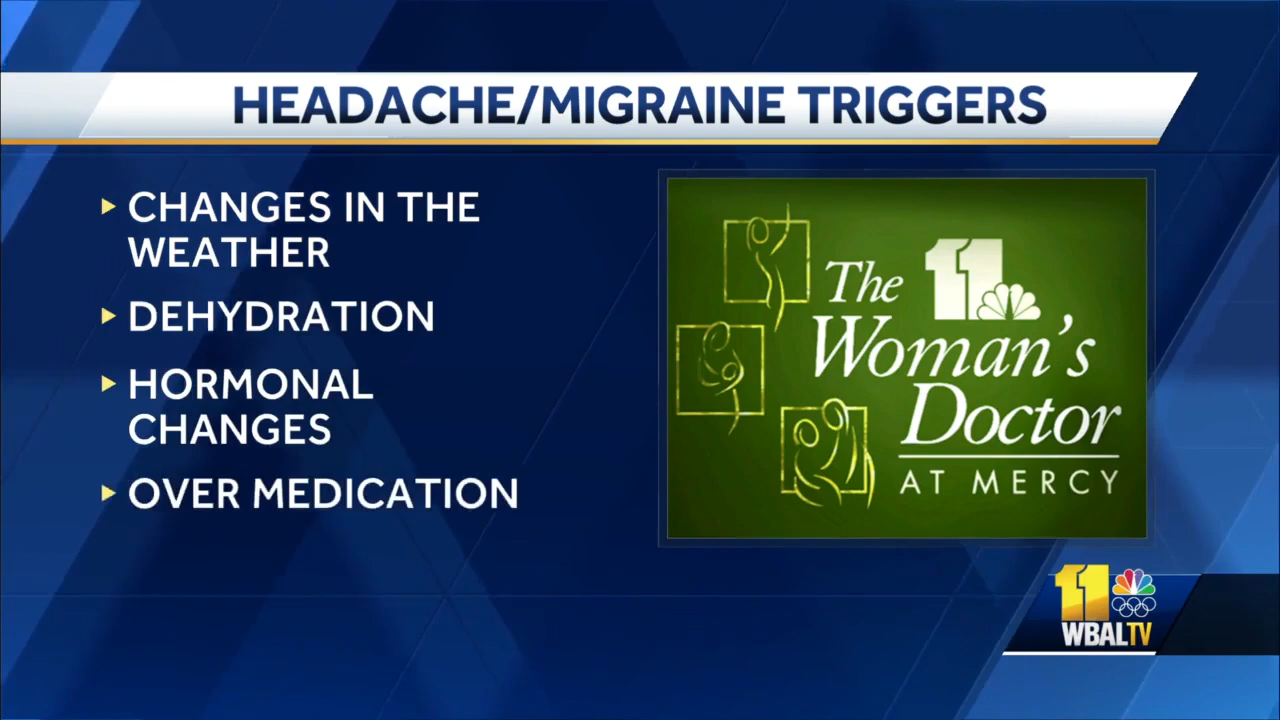 HEADACHE/MIGRAINE TRIGGERS
CHANGES IN THE
WEATHER
DEHYDRATION
HORMONAL
CHANGES
OVER MEDICATION
11
The
Woman's
Doctor
AT MERCY
11
WBALTV